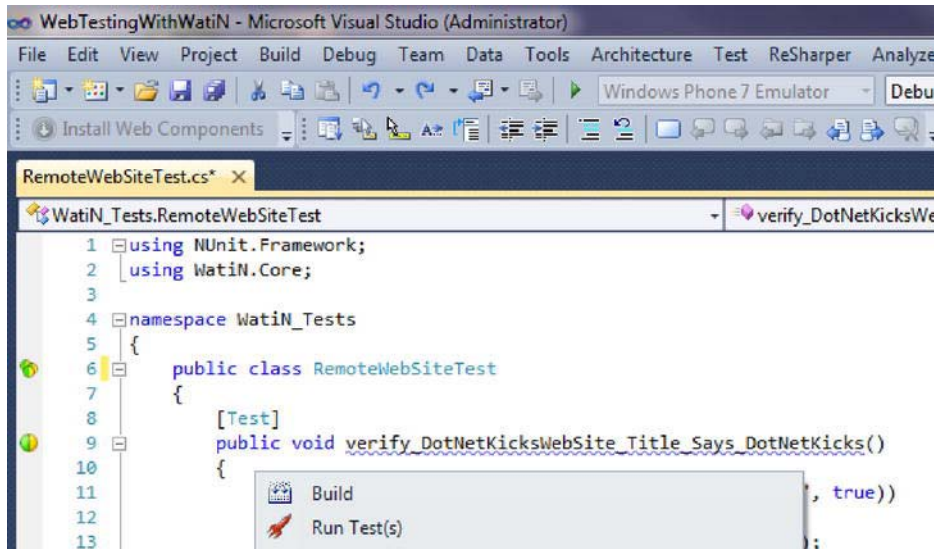 WebTestingWithWatiN - Microsoft Visual Studio (Administrator)
File Edit View Project Build Debug Team Data Tools Architecture Test ReSharper Analyze
Windows Phone 7 Emulator Debu
Install Web Components
RemoteWebSiteTest.cs* X
WatiN_Tests.RemoteWebSiteTest verify_DotNetKicksWe
1 using NUnit.Framework;
2 using WatiN.Core;
3
4 namespace WatiN_Tests
5 {
6 public class RemoteWebSiteTest
7 {
8 [Test]
9 public void verify_DotNetKicksWebSite_Title_Says_DotNetKicks()
10 {
11 Build , true))
12 Run Test(s)
13 );